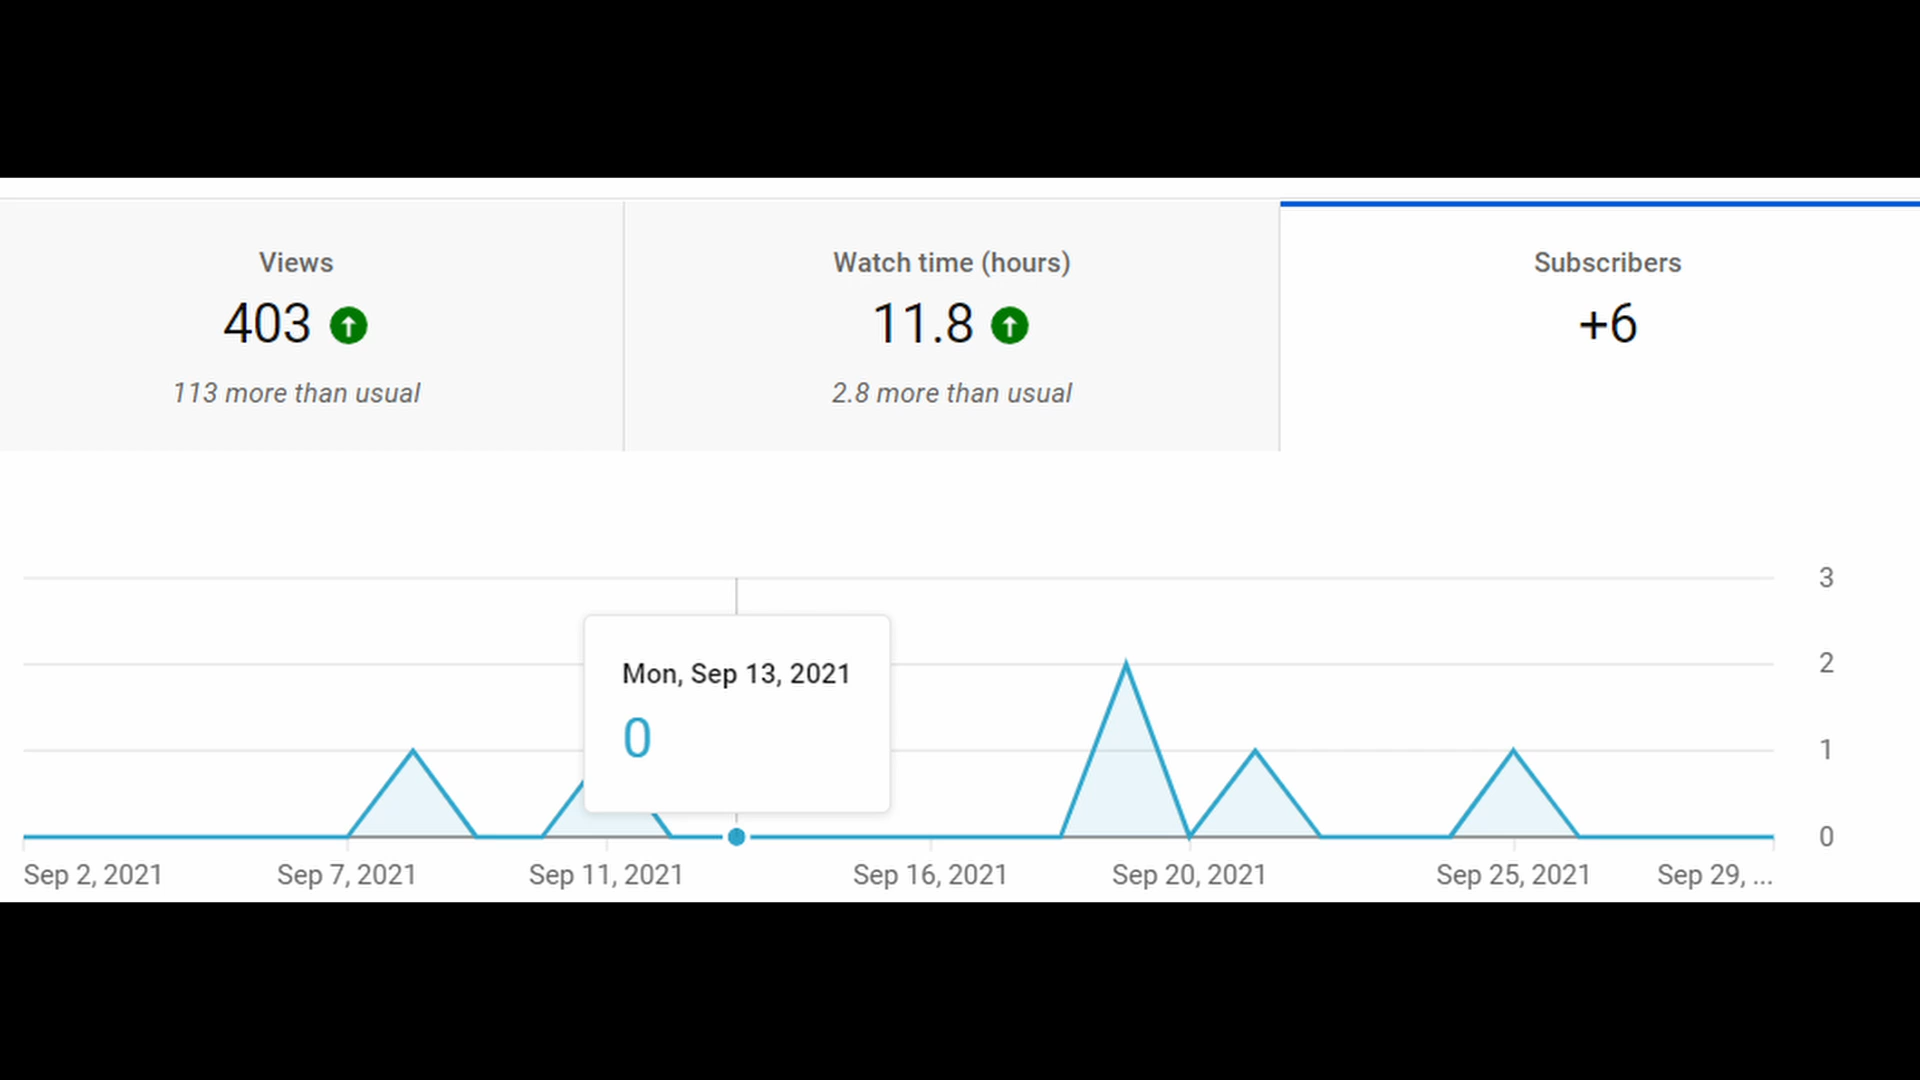 Views
403
113 more than usual
Watch time (hours)
11.8
2.8 more than usual
Subscribers
+6
3
2
1
0
Mon, Sep 13, 2021
0
Sep 2, 2021
Sep 7, 2021
Sep 11, 2021
Sep 16, 2021
Sep 20, 2021
Sep 25, 2021
Sep 29, ...